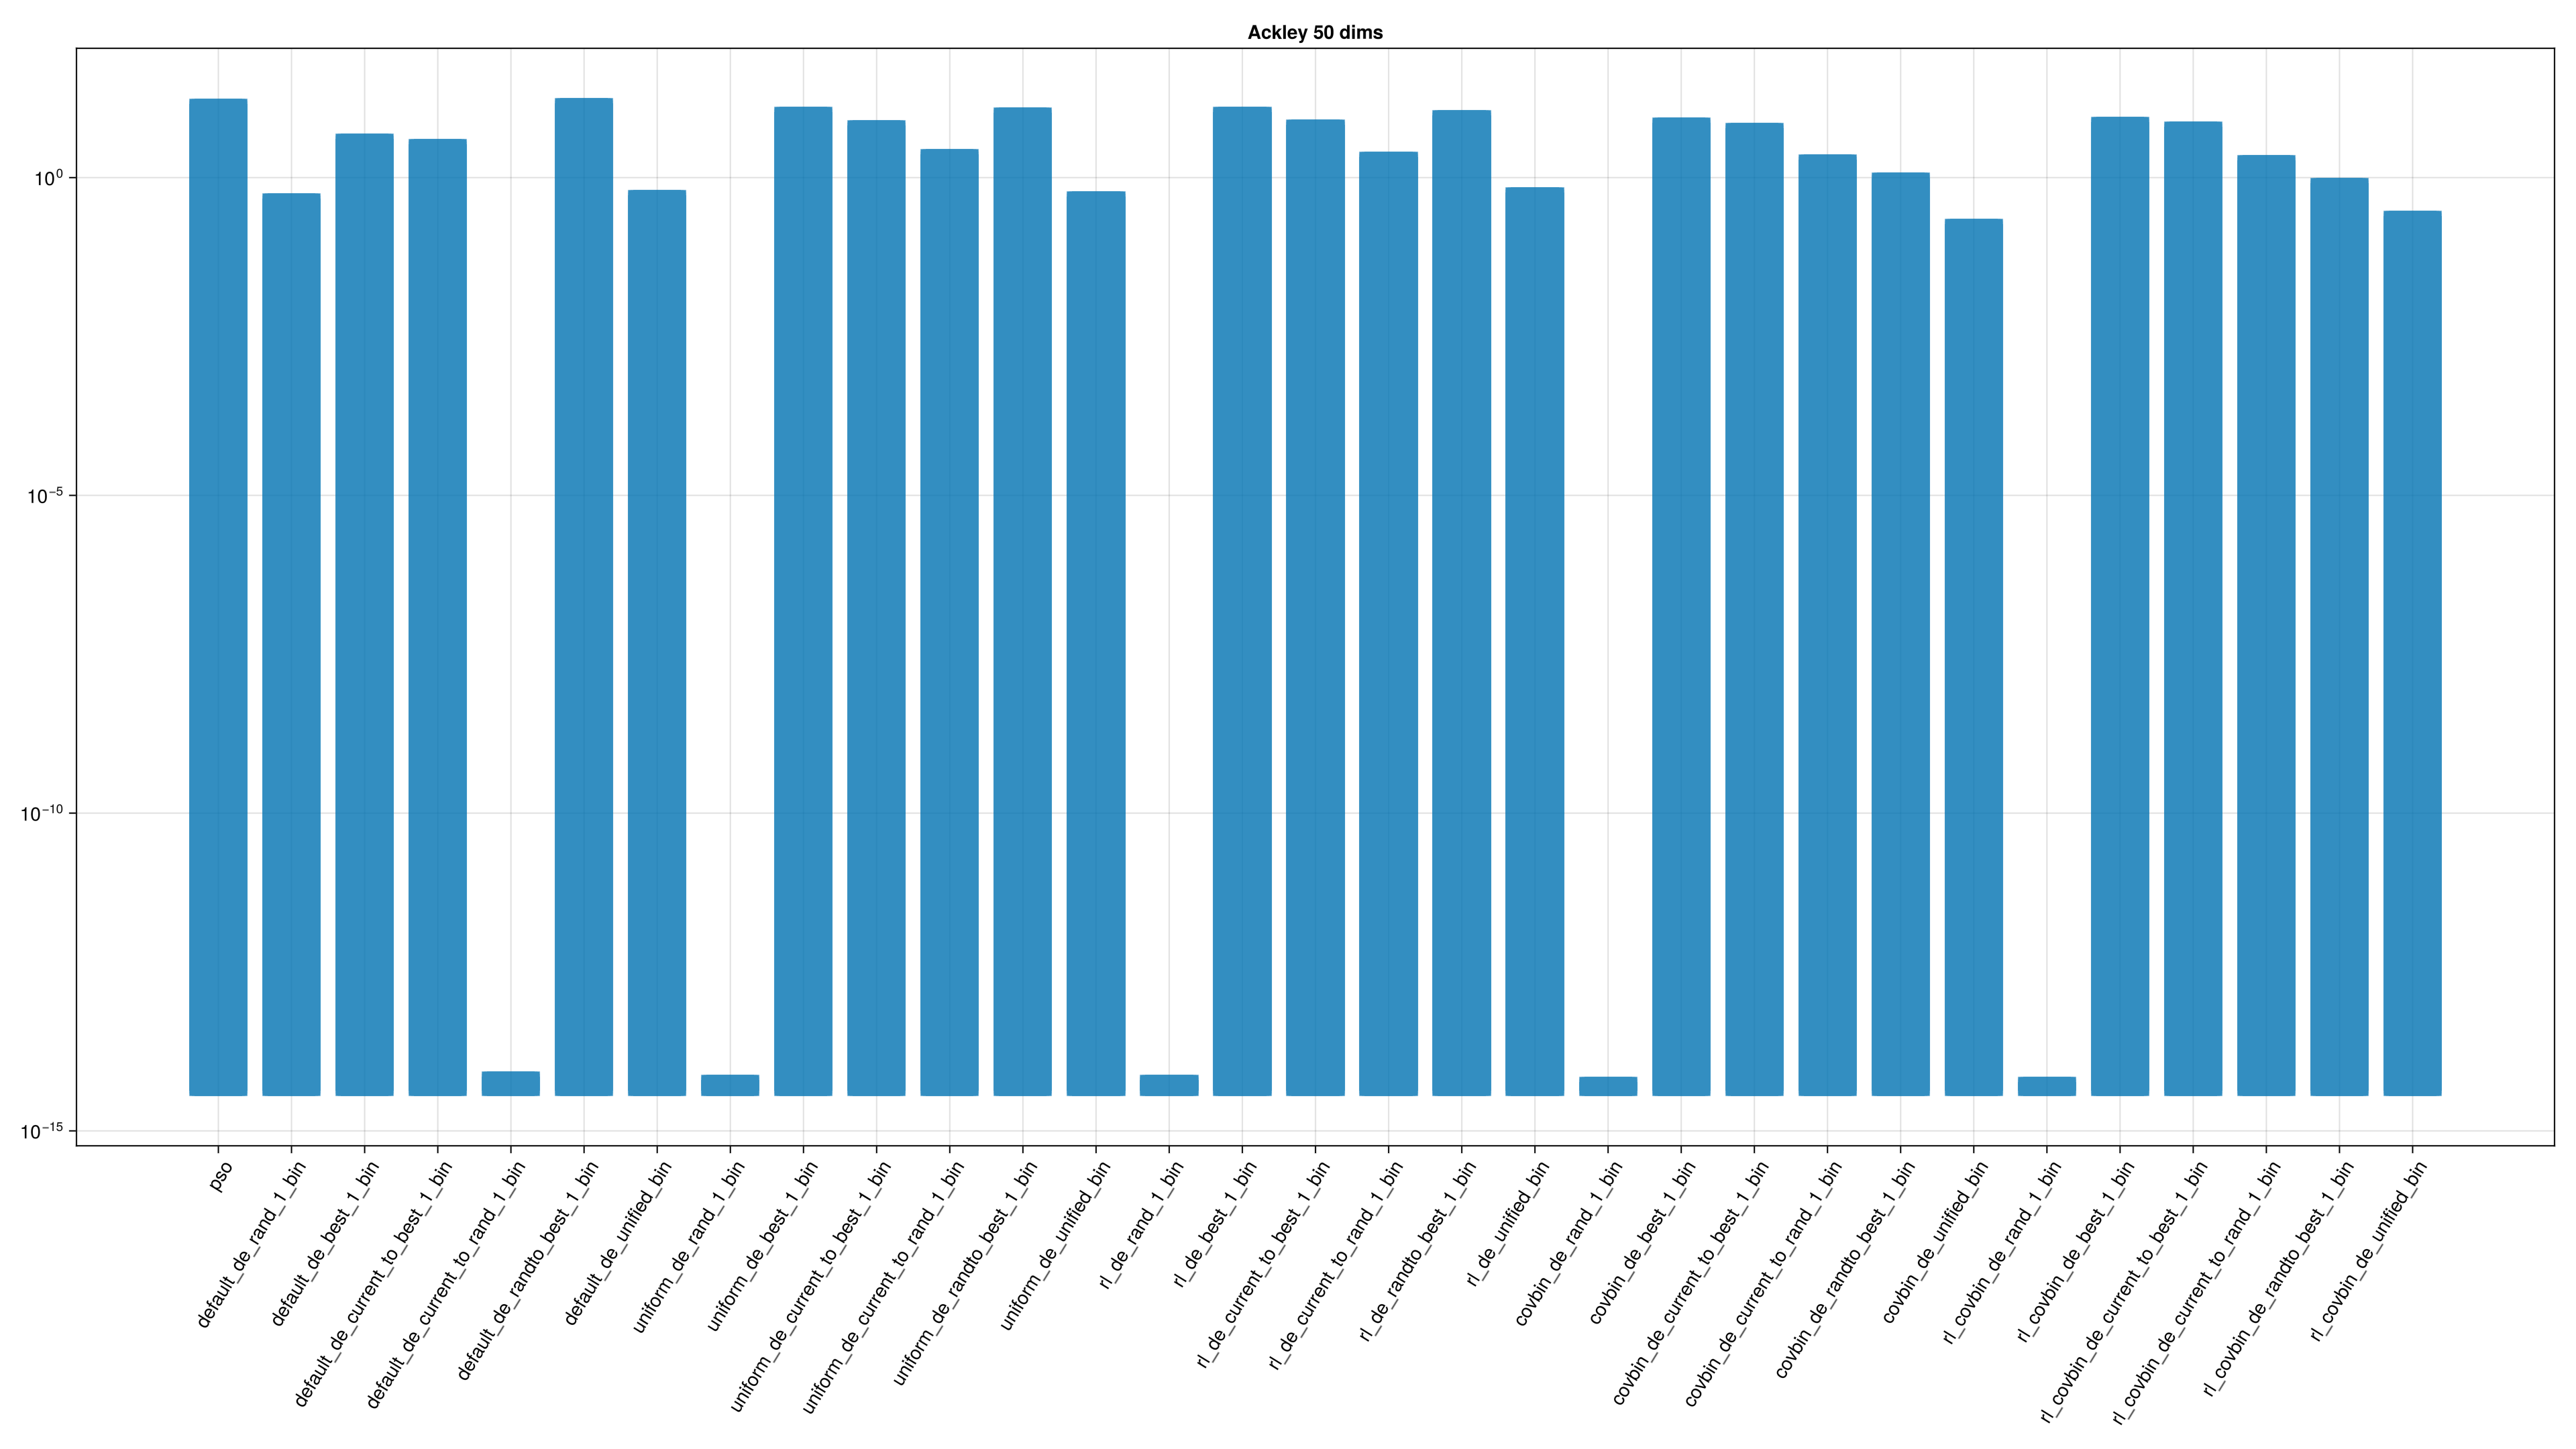 Ackley 50 dims
10⁰
10⁻⁵
10⁻¹⁰
10⁻¹⁵
pso
default_de_rand_1_bin
default_de_best_1_bin
default_de_current_to_best_1_bin
default_de_current_to_rand_1_bin
default_de_randto_best_1_bin
default_de_unified_bin
uniform_de_rand_1_bin
uniform_de_best_1_bin
uniform_de_current_to_best_1_bin
uniform_de_current_to_rand_1_bin
uniform_de_randto_best_1_bin
uniform_de_unified_bin
rl_de_rand_1_bin
rl_de_best_1_bin
rl_de_current_to_best_1_bin
rl_de_current_to_rand_1_bin
rl_de_randto_best_1_bin
rl_de_unified_bin
covbin_de_rand_1_bin
covbin_de_best_1_bin
covbin_de_current_to_best_1_bin
covbin_de_current_to_rand_1_bin
covbin_de_randto_best_1_bin
covbin_de_unified_bin
rl_covbin_de_rand_1_bin
rl_covbin_de_best_1_bin
rl_covbin_de_current_to_best_1_bin
rl_covbin_de_current_to_rand_1_bin
rl_covbin_de_randto_best_1_bin
rl_covbin_de_unified_bin